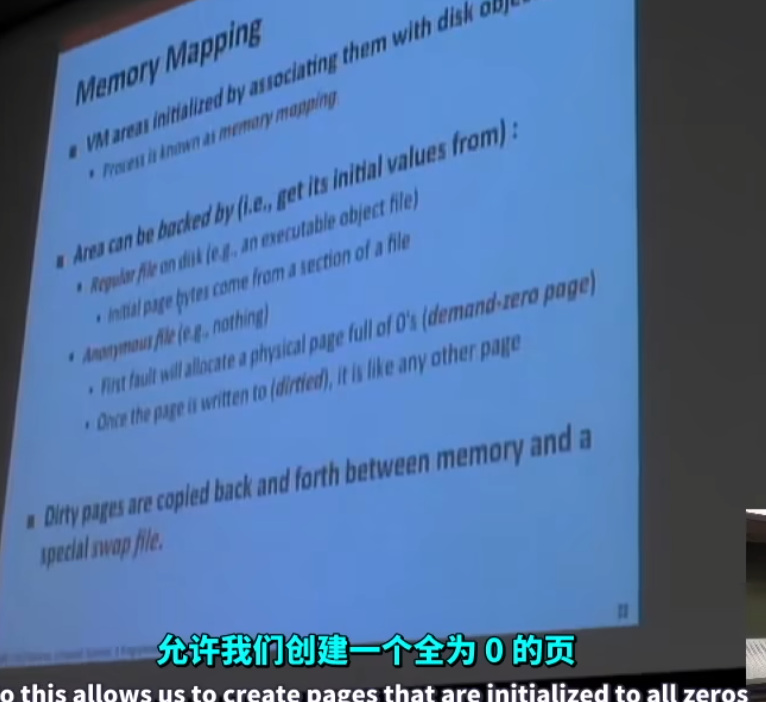 Memory Mapping
▪ VM areas initialized by associating them with disk
▪ Process is known as memory mapping.
▪ Area can be backed by (i.e., get its initial values from) :
▪ Regular file on disk (e.g., an executable object file)
▪ Initial page bytes come from a section of a file
▪ Anonymous file (e.g., nothing)
▪ First fault will allocate a physical page full of 0's (demand-zero page)
▪ Once the page is written to (dirtied), it is like any other page
▪ Dirty pages are copied back and forth between memory and a
special swap file.
允许我们创建一个全为 0 的页
o this allows us to create pages that are initialized to all zeros